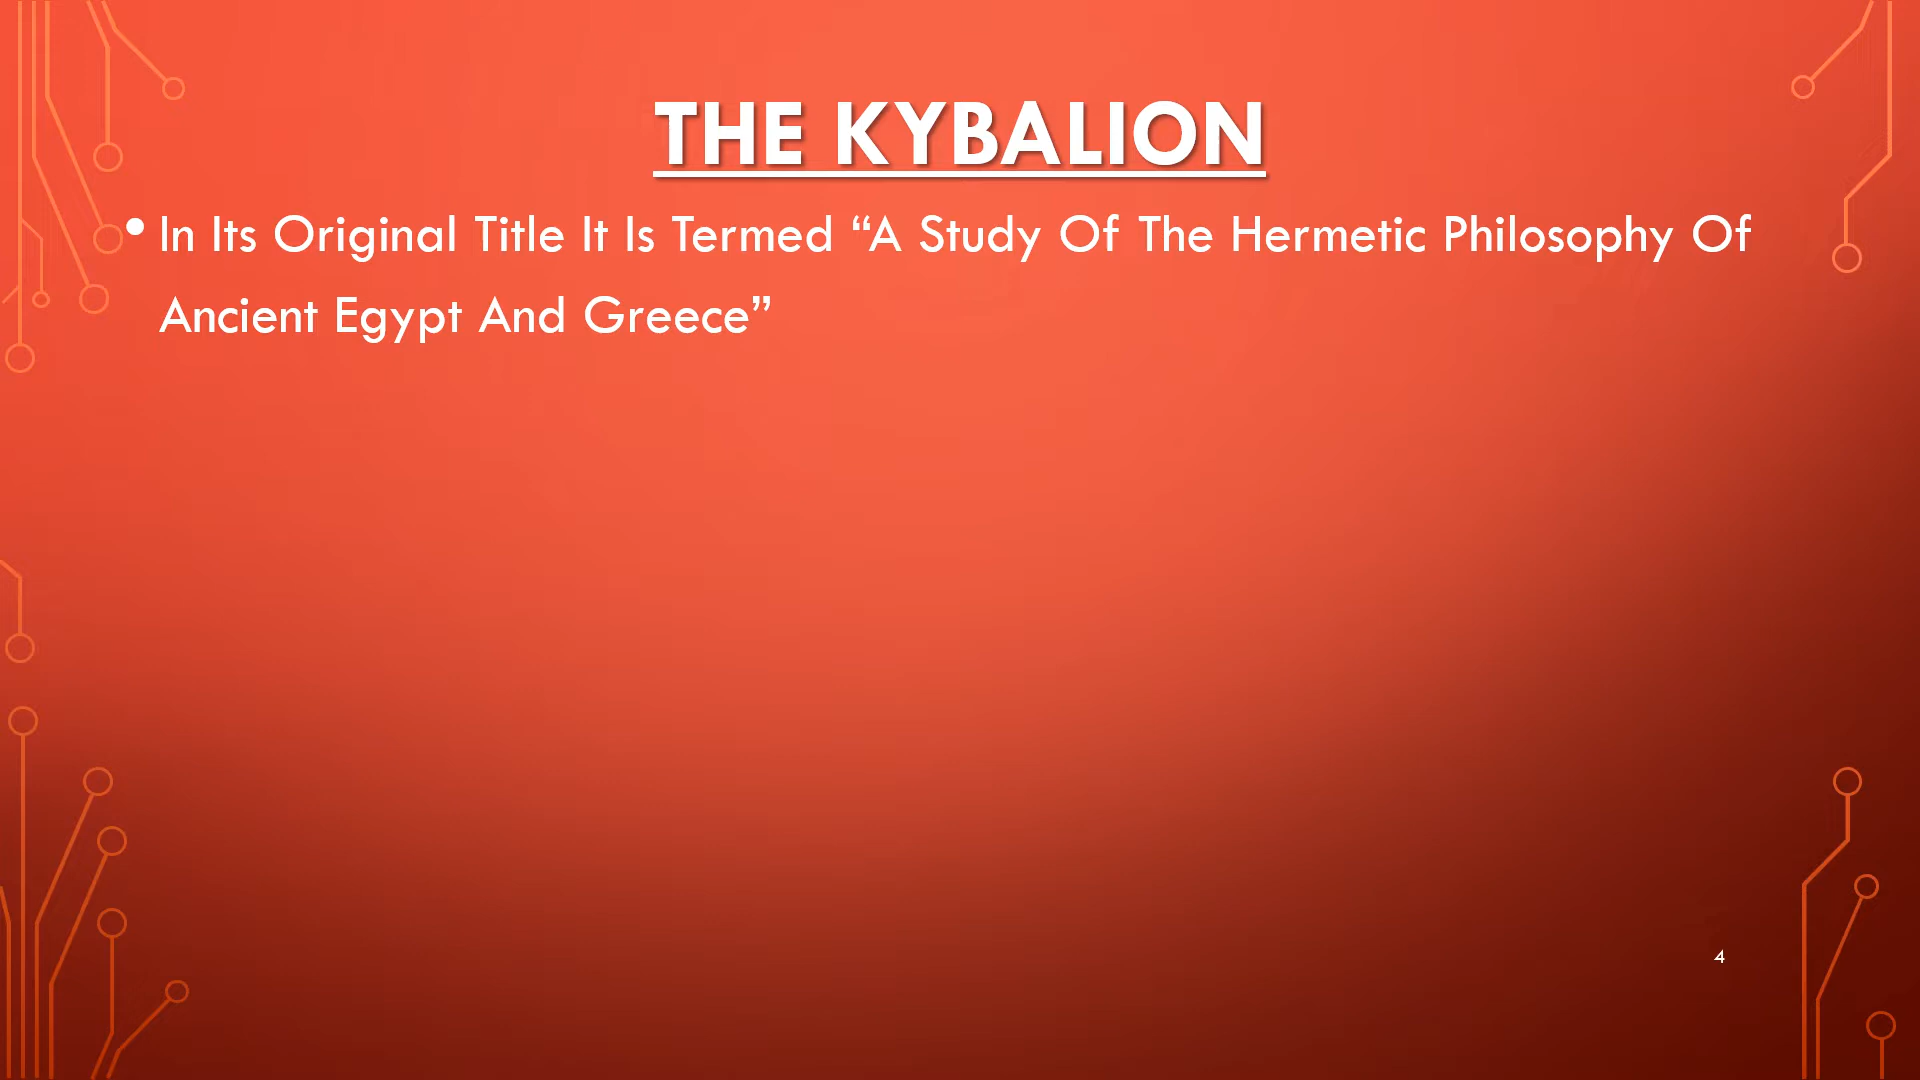 THE KYBALION
• In Its Original Title It Is Termed “A Study Of The Hermetic Philosophy Of
Ancient Egypt And Greece”
4